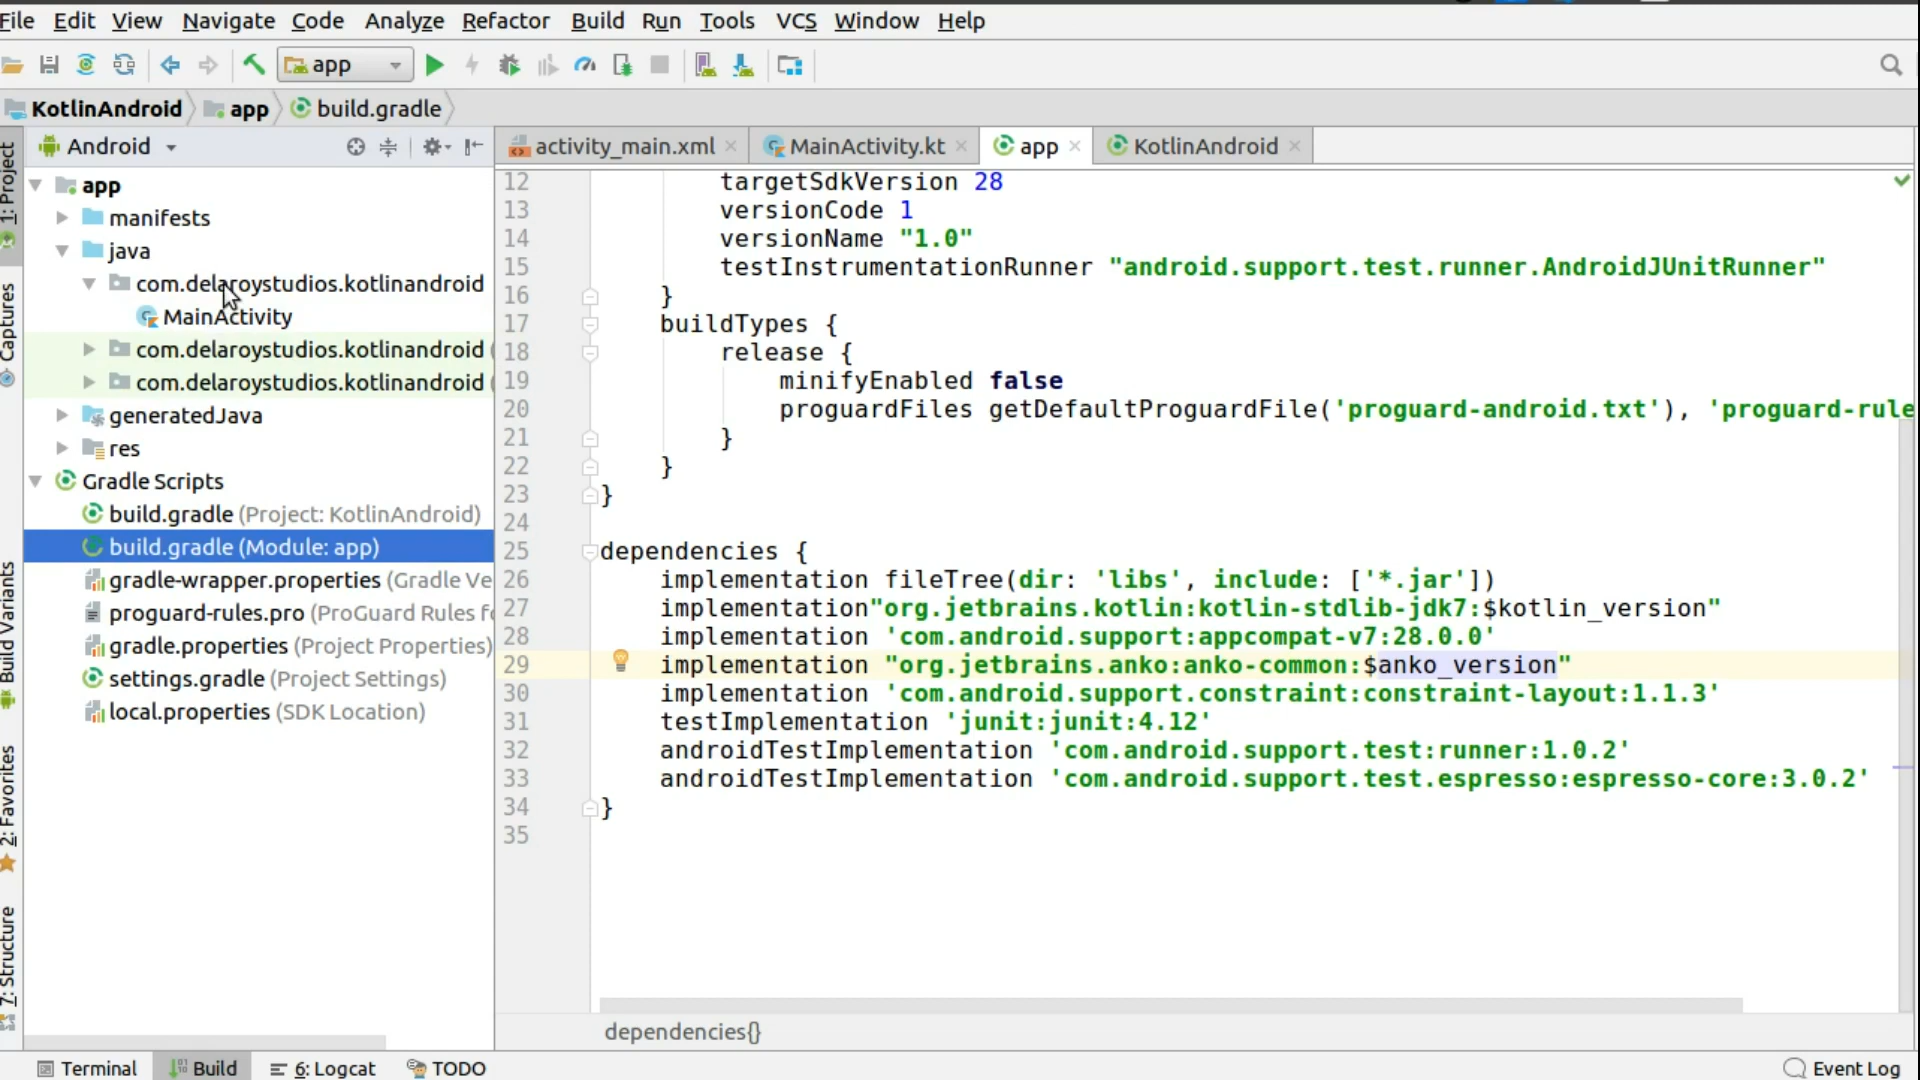 File Edit View Navigate Code Analyze Refactor Build Run Tools VCS Window Help
app
KotlinAndroid app build.gradle
Android
activity_main.xml MainActivity.kt app KotlinAndroid
1: Project
Captures
Build Variants
2: Favorites
7: Structure
app
manifests
java
com.delaroystudios.kotlinandroid
MainActivity
com.delaroystudios.kotlinandroid (
com.delaroystudios.kotlinandroid (
generatedJava
res
Gradle Scripts
build.gradle (Project: KotlinAndroid)
build.gradle (Module: app)
gradle-wrapper.properties (Gradle Ve
proguard-rules.pro (ProGuard Rules fo
gradle.properties (Project Properties)
settings.gradle (Project Settings)
local.properties (SDK Location)
12 targetSdkVersion 28
13 versionCode 1
14 versionName "1.0"
15 testInstrumentationRunner "android.support.test.runner.AndroidJUnitRunner"
16 }
17 buildTypes {
18 release {
19 minifyEnabled false
20 proguardFiles getDefaultProguardFile('proguard-android.txt'), 'proguard-rule
21 }
22 }
23 }
24
25 dependencies {
26 implementation fileTree(dir: 'libs', include: ['*.jar'])
27 implementation"org.jetbrains.kotlin:kotlin-stdlib-jdk7:$kotlin_version"
28 implementation 'com.android.support:appcompat-v7:28.0.0'
29 implementation "org.jetbrains.anko:anko-common:$anko_version"
30 implementation 'com.android.support.constraint:constraint-layout:1.1.3'
31 testImplementation 'junit:junit:4.12'
32 androidTestImplementation 'com.android.support.test:runner:1.0.2'
33 androidTestImplementation 'com.android.support.test.espresso:espresso-core:3.0.2'
34 }
35
dependencies{}
Terminal Build 6: Logcat TODO Event Log